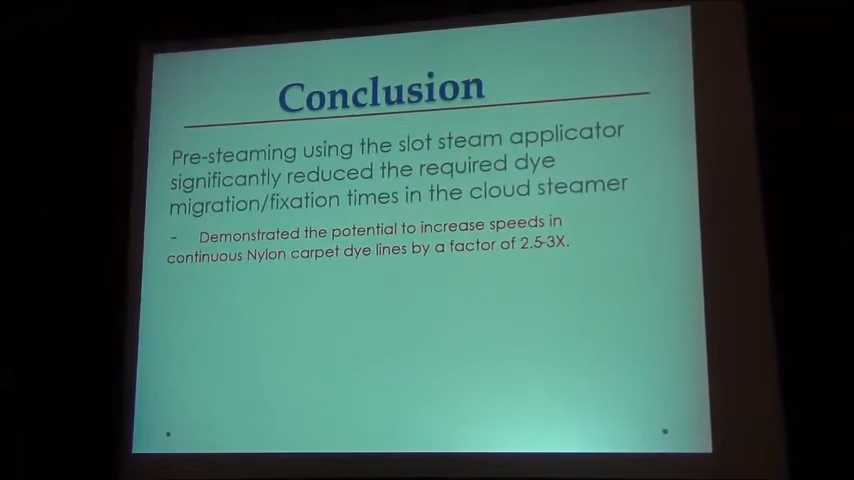 Conclusion
Pre-steaming using the slot steam applicator
significantly reduced the required dye
migration/fixation times in the cloud steamer
- Demonstrated the potential to increase speeds in
continuous Nylon carpet dye lines by a factor of 2.5-3X.